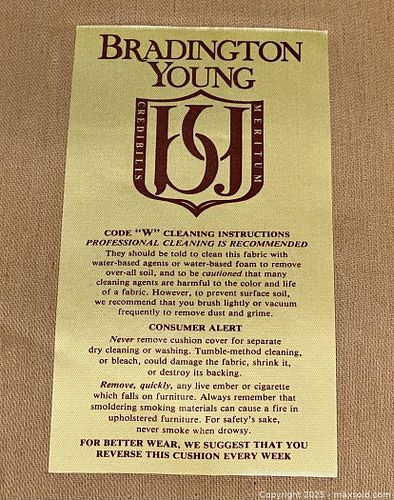 BRADINGTON
YOUNG
CREDIBILIS
MERITUM
CODE "W" CLEANING INSTRUCTIONS
PROFESSIONAL CLEANING IS RECOMMENDED
They should be told to clean this fabric with
water-based agents or water-based foam to remove
over-all soil, and to be cautioned that many
cleaning agents are harmful to the color and life
of a fabric. However, to prevent surface soil,
we recommend that you brush lightly or vacuum
frequently to remove dust and grime.
CONSUMER ALERT
Never remove cushion cover for separate
dry cleaning or washing. Tumble-method cleaning,
or bleach, could damage the fabric, shrink it,
or destroy its backing.
Remove, quickly, any live ember or cigarette
which falls on furniture. Always remember that
smoldering smoking materials can cause a fire in
upholstered furniture. For safety's sake,
never smoke when drowsy.
FOR BETTER WEAR, WE SUGGEST THAT YOU
REVERSE THIS CUSHION EVERY WEEK
Copyright 2025 - maxsold.com